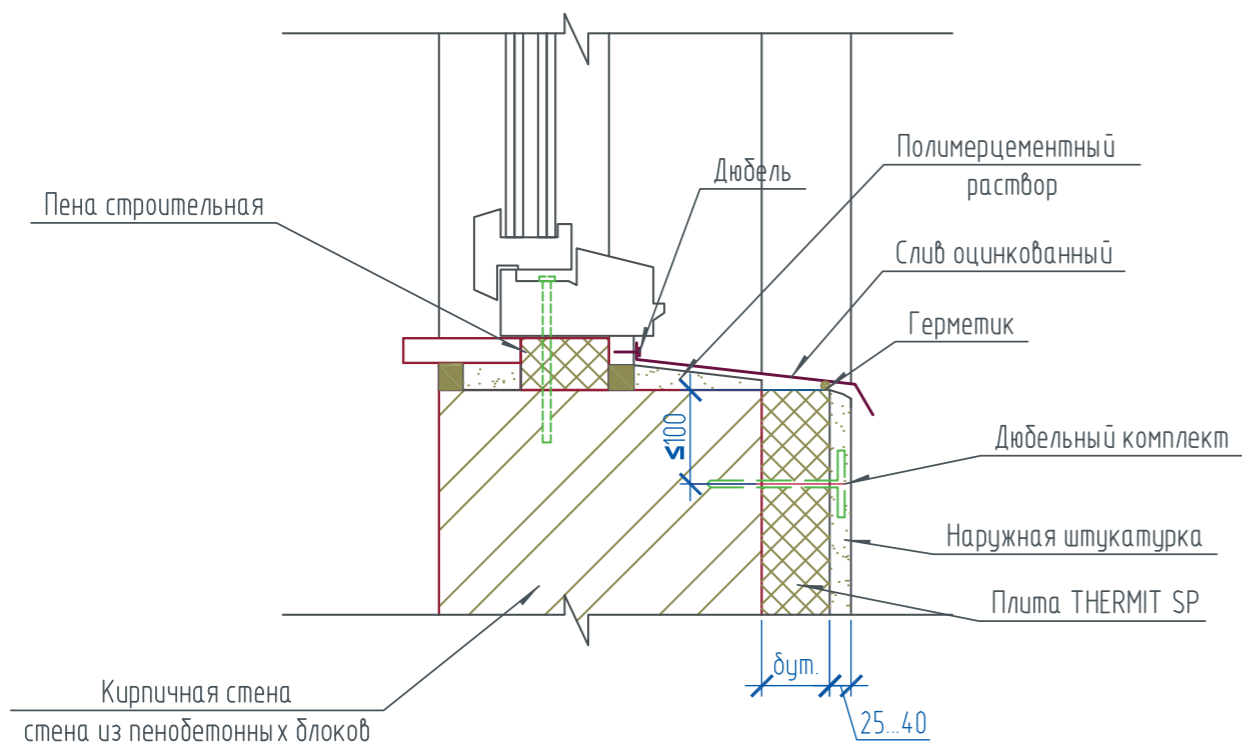 Полимерцементный
раствор
Дюбель
Пена строительная
Слив оцинкованный
Герметик
≤100
Дюбельный комплект
Наружная штукатурка
Плита THERMIT SP
бут.
25...40
Кирпичная стена
стена из пенобетонных блоков